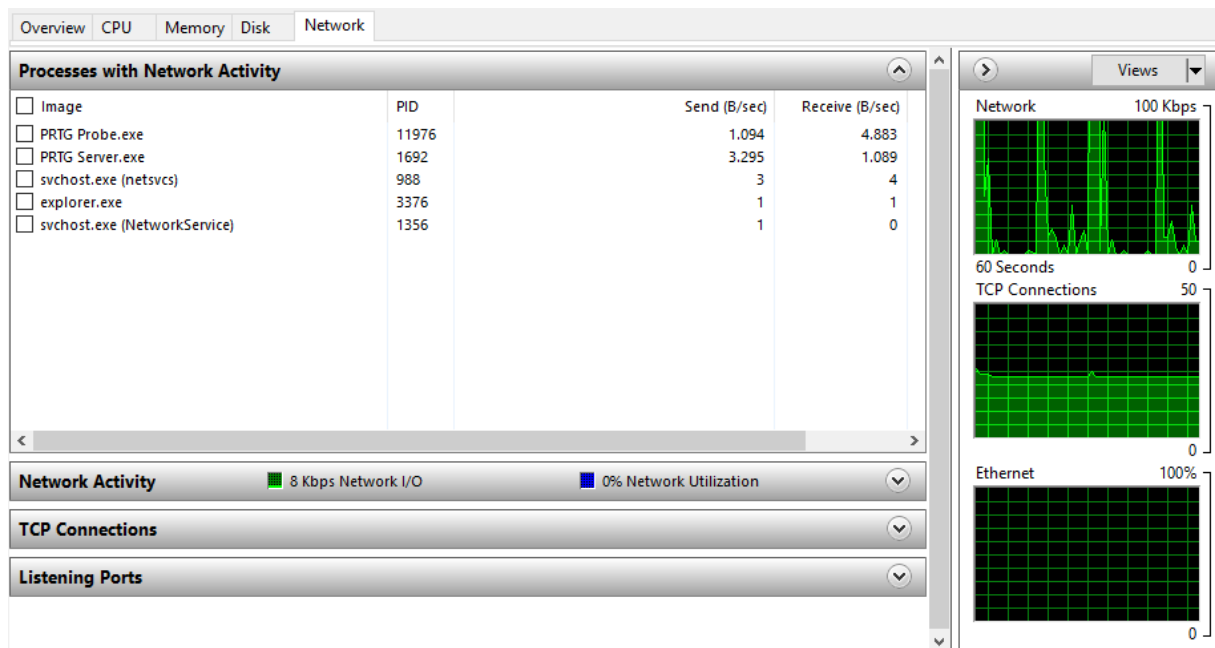 Overview CPU Memory Disk Network
Processes with Network Activity
Image PID Send (B/sec) Receive (B/sec)
PRTG Probe.exe 11976 1.094 4.883
PRTG Server.exe 1692 3.295 1.089
svchost.exe (netsvcs) 988 3 4
explorer.exe 3376 1 1
svchost.exe (NetworkService) 1356 1 0
Network Activity 8 Kbps Network I/O 0% Network Utilization
TCP Connections
Listening Ports
Views
Network 100 Kbps
60 Seconds 0
TCP Connections 50
0
Ethernet 100%
0